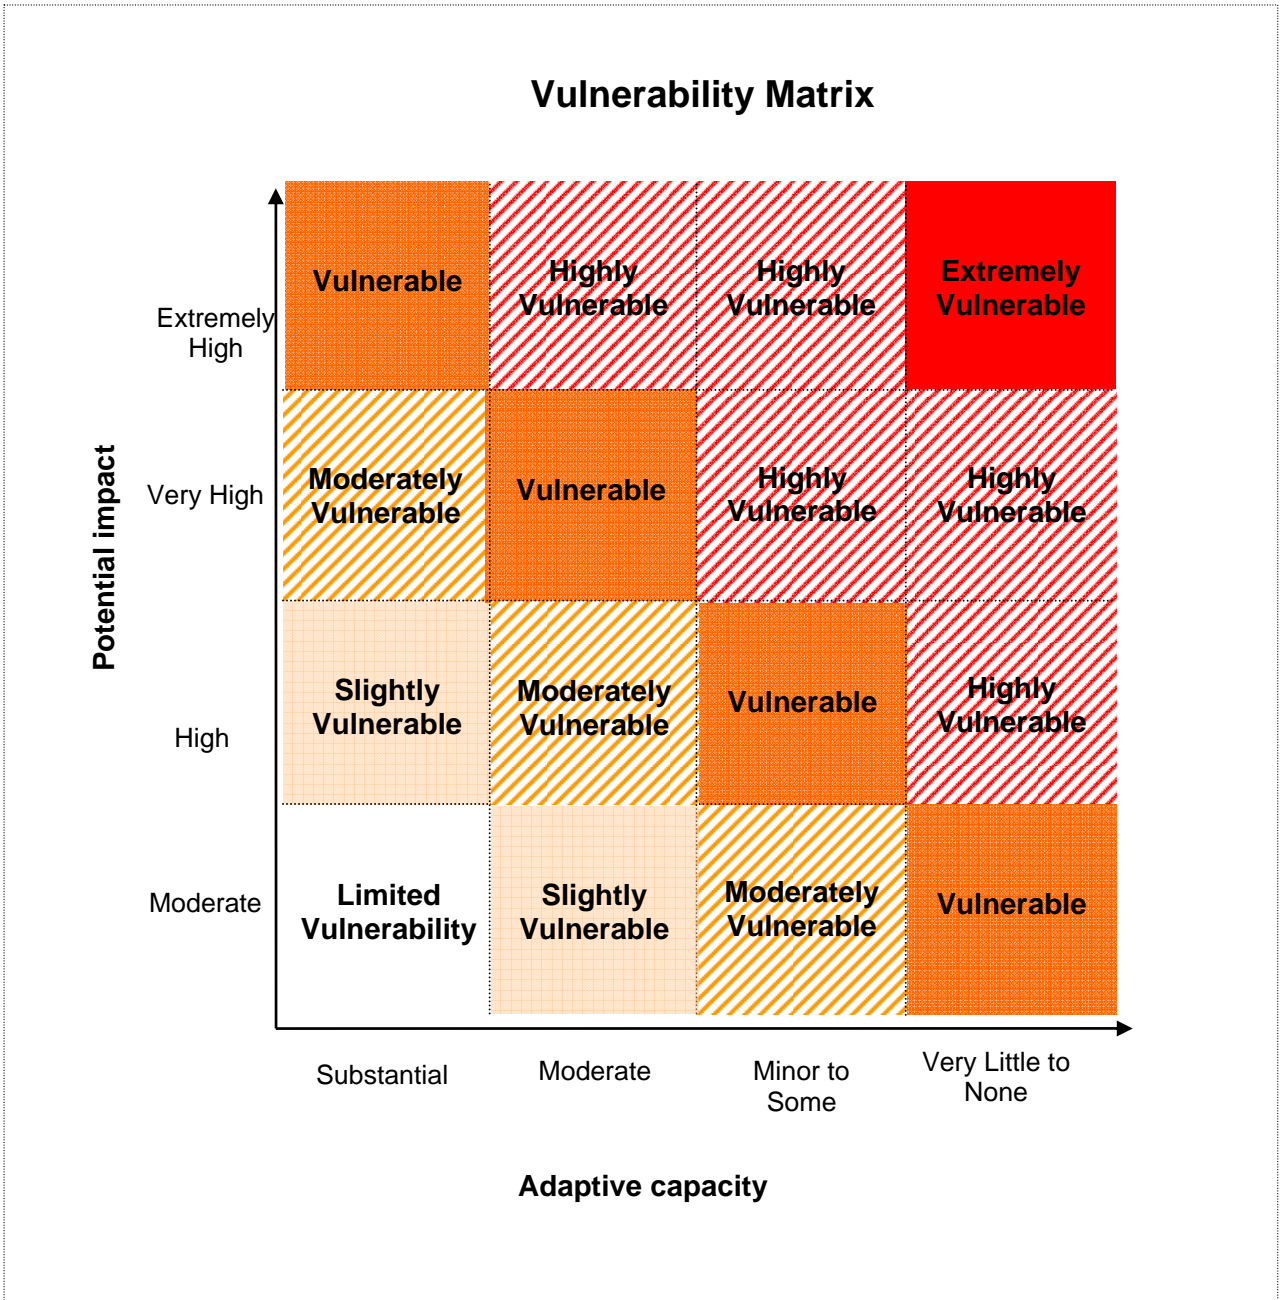 Vulnerability Matrix
Potential impact
Extremely
High
Vulnerable
Highly
Vulnerable
Highly
Vulnerable
Extremely
Vulnerable
Very High
Moderately
Vulnerable
Vulnerable
Highly
Vulnerable
Highly
Vulnerable
High
Slightly
Vulnerable
Moderately
Vulnerable
Vulnerable
Highly
Vulnerable
Moderate
Limited
Vulnerability
Slightly
Vulnerable
Moderately
Vulnerable
Vulnerable
Substantial
Moderate
Minor to
Some
Very Little to
None
Adaptive capacity